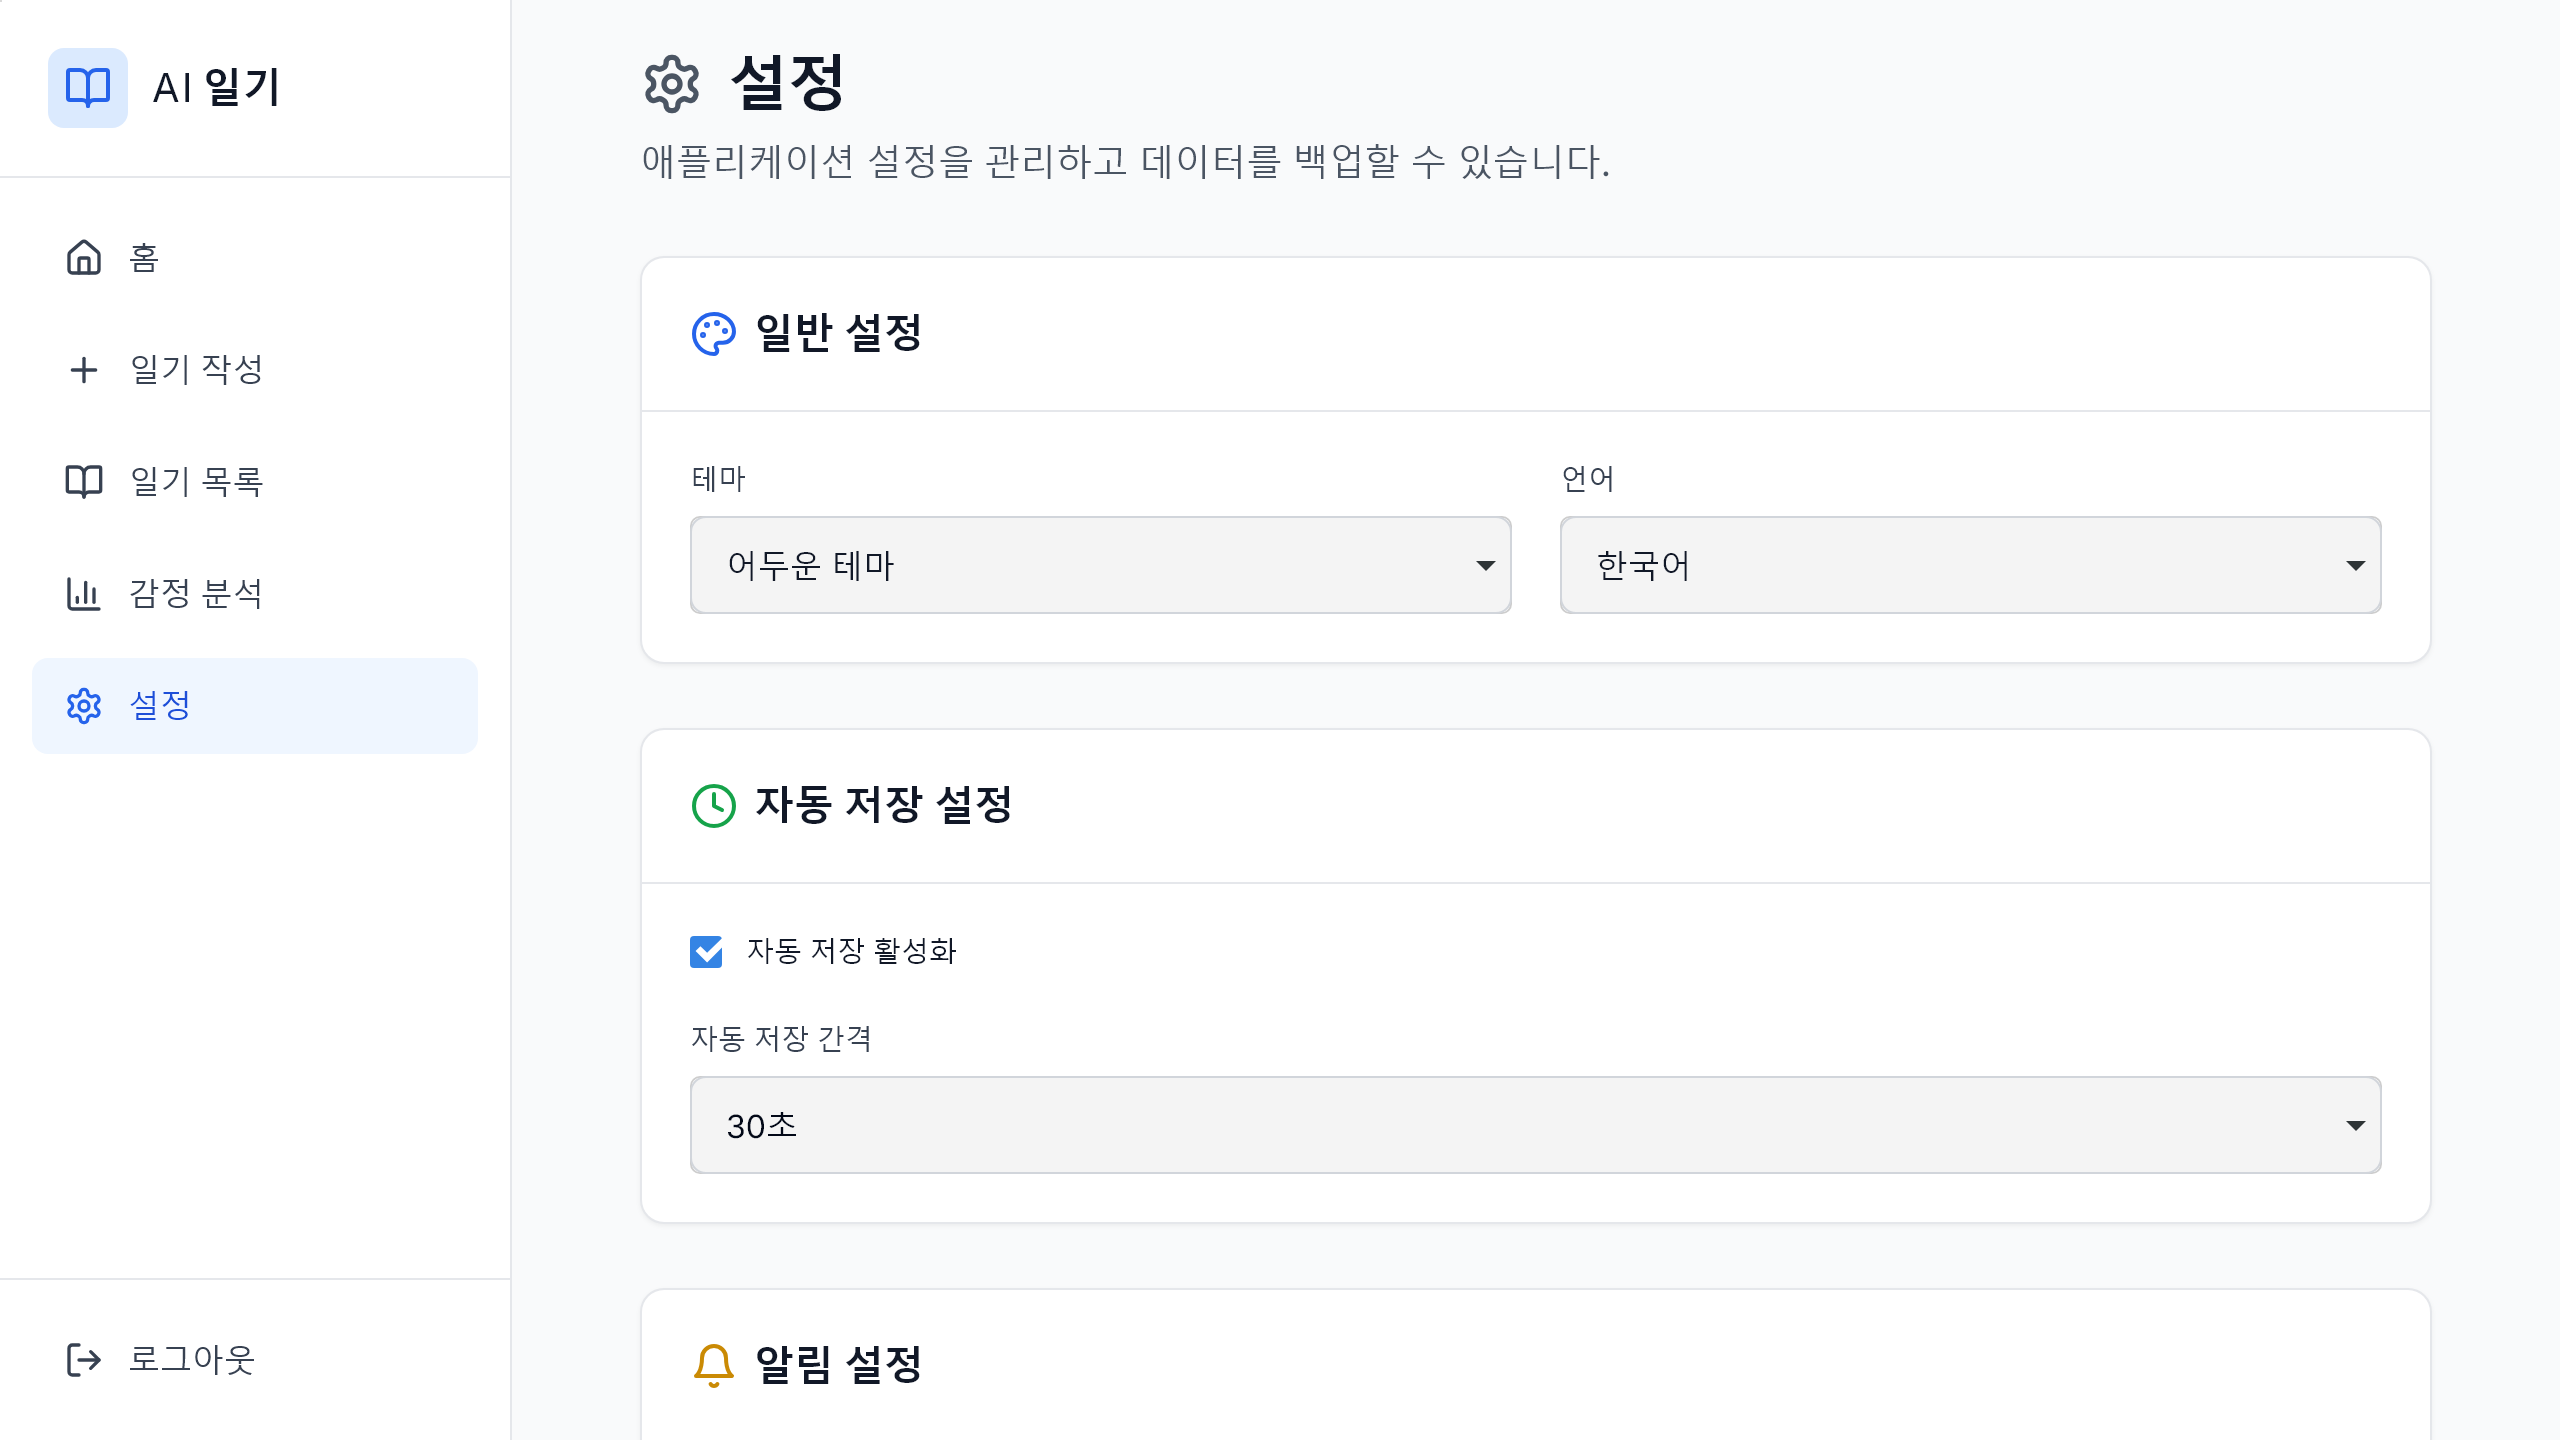 AI 일기
홈
일기 작성
일기 목록
감정 분석
설정
로그아웃
설정
애플리케이션 설정을 관리하고 데이터를 백업할 수 있습니다.
일반 설정
테마
어두운 테마
언어
한국어
자동 저장 설정
자동 저장 활성화
자동 저장 간격
30초
알림 설정